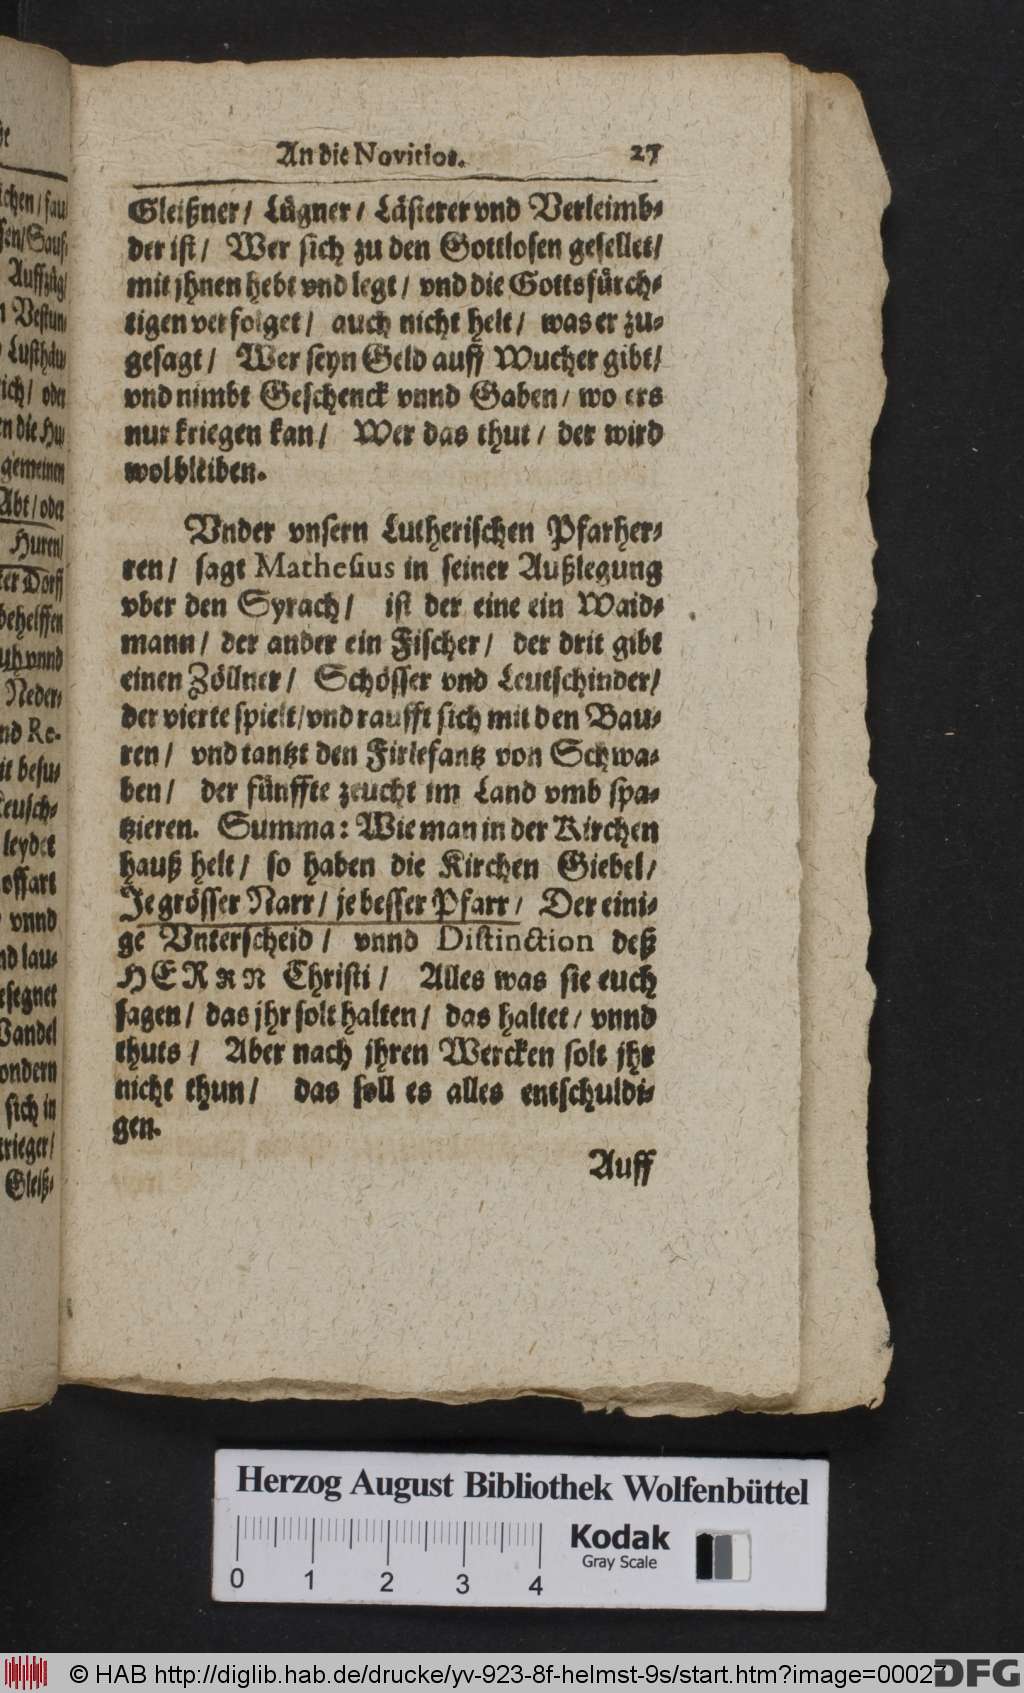 An die Novitios. 27
Gleißner / Lügner / Lästerer vnd Verleimb⸗
der ist / Wer sich zu den Gottlosen gesellet /
mit jhnen hebt vnd legt / vnd die Gottsfürch⸗
tigen verfolget / auch nicht helt / was er zu⸗
gesagt / Wer seyn Geld auff Wucher gibt /
vnd nimbt Geschenck vnnd Gaben / wo ers
nur kriegen kan / Wer das thut / der wird
wol bleiben.
Vnder vnsern Lutherischen Pfarher⸗
ren / sagt Mathesius in seiner Außlegung
vber den Syrach / ist der eine ein Waid⸗
mann / der ander ein Fischer / der drit gibt
einen Zöllner / Schösser vnd Leutschinder /
der vierte spielt / vnd raufft sich mit den Bau⸗
ren / vnd tantzt den Firlefantz von Schwa⸗
ben / der fünffte zeucht im Land vmb spa⸗
tzieren. Summa: Wie man in der Kirchen
hauß helt / so haben die Kirchen Giebel /
Je grösser Narr / je besser Pfarr / Der eini⸗
ge Vnterscheid / vnnd Distinction deß
HERRN Christi / Alles was sie euch
sagen / das jhr solt halten / das haltet / vnnd
thuts / Aber nach jhren Wercken solt jhr
nicht thun / das soll es alles entschuldi⸗
gen.
Auff
Herzog August Bibliothek Wolfenbüttel
Kodak
Gray Scale
0 1 2 3 4
© HAB http://diglib.hab.de/drucke/yv-923-8f-helmst-9s/start.htm?image=00027
DFG